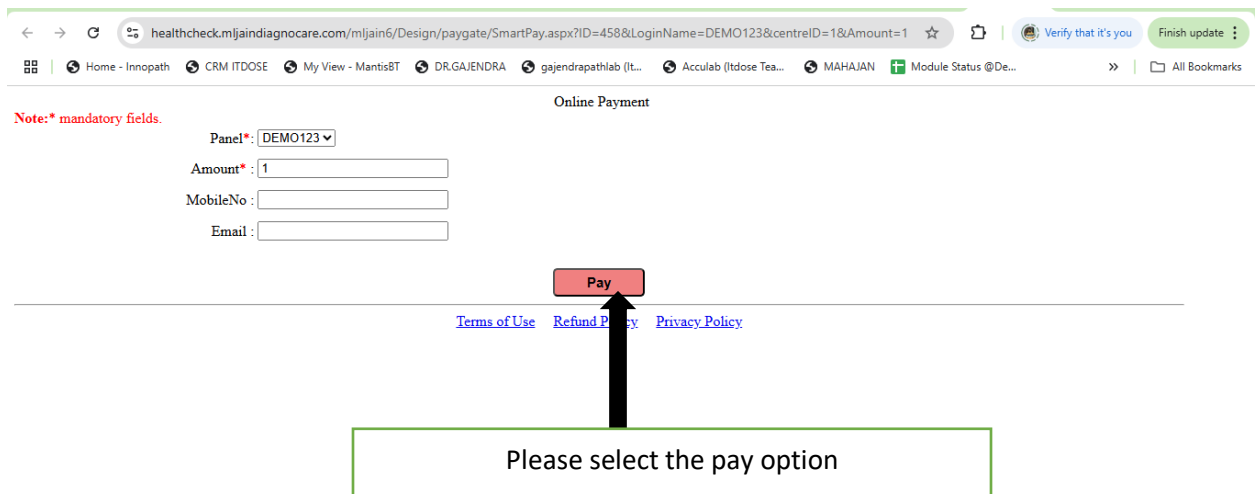 healthcheck.mljaindiagnocare.com/mljain6/Design/paygate/SmartPay.aspx?ID=458&LoginName=DEMO123&centreID=1&Amount=1 Verify that it's you Finish update
Home - Innopath CRM ITDOSE My View - MantisBT DR.GAJENDRA gajendrapathlab (It... Acculab (Itdose Tea... MAHAJAN Module Status @De... » All Bookmarks
Online Payment
Note:* mandatory fields.
Panel*: DEMO123
Amount* : 1
MobileNo :
Email :
Pay
Terms of Use Refund Policy Privacy Policy
Please select the pay option